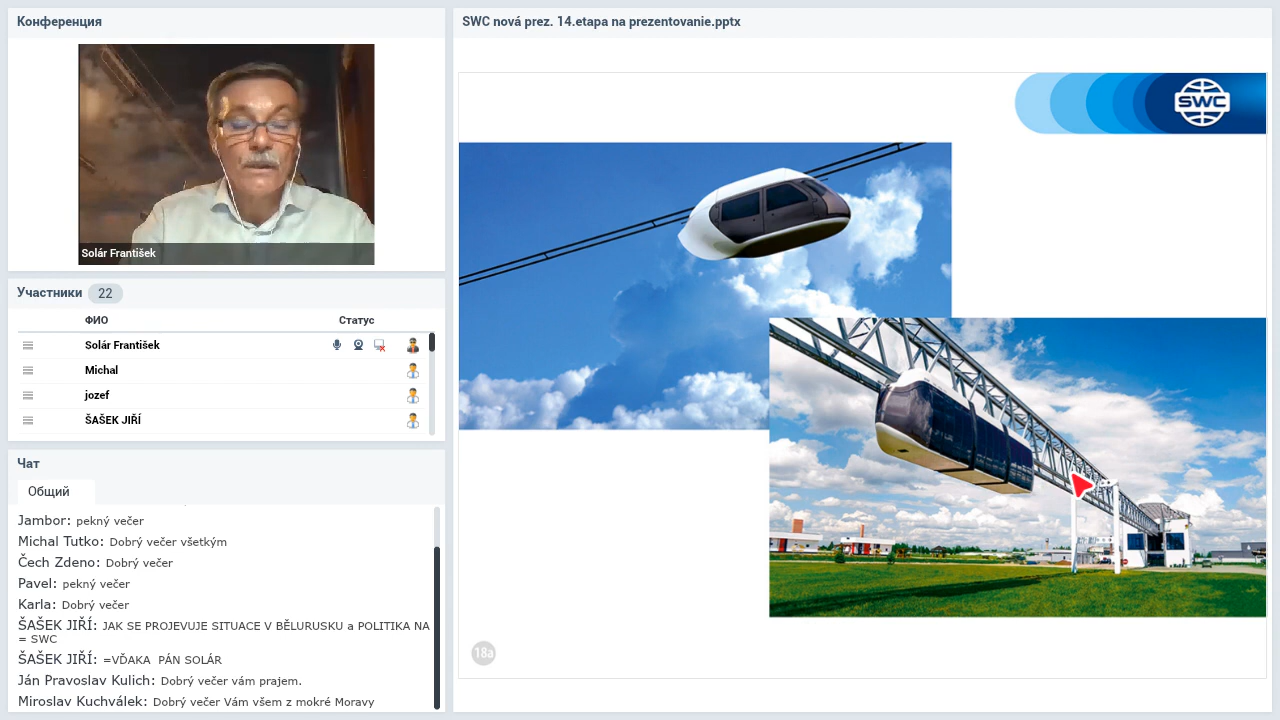 Конференция
Solár František
Участники 22
ФИО Статус
Solár František
Michal
jozef
ŠAŠEK JIŘÍ
Чат
Общий
Jambor: pekný večer
Michal Tutko: Dobrý večer všetkým
Čech Zdeno: Dobrý večer
Pavel: pekný večer
Karla: Dobrý večer
ŠAŠEK JIŘÍ: JAK SE PROJEVUJE SITUACE V BĚLURUSKU a POLITIKA NA
= SWC
ŠAŠEK JIŘÍ: =VĎAKA PÁN SOLÁR
Ján Pravoslav Kulich: Dobrý večer vám prajem.
Miroslav Kuchválek: Dobrý večer Vám všem z mokré Moravy
SWC nová prez. 14.etapa na prezentovanie.pptx
SWC
18a